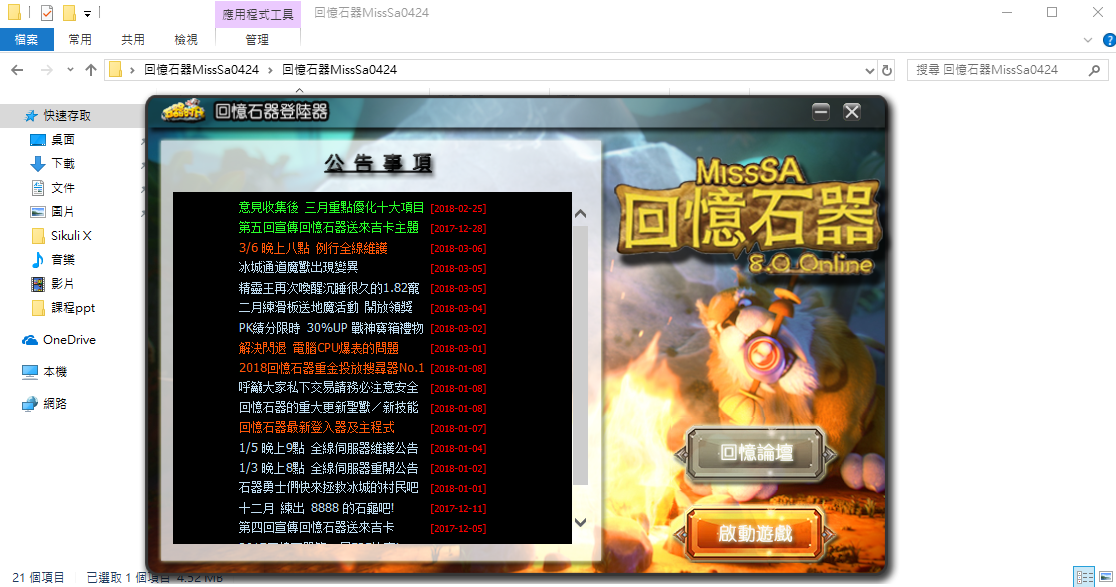 應用程式工具
回憶石器MissSa0424
檔案
常用
共用
檢視
管理
回憶石器MissSa0424 › 回憶石器MissSa0424
搜尋 回憶石器MissSa0424
快速存取
桌面
下載
文件
圖片
Sikuli X
音樂
影片
課程ppt
OneDrive
本機
網路
回憶石器登陸器
公告事項
意見收集後 三月重點優化十大項目 [2018-02-25]
第五回宣傳回憶石器送來吉卡主題 [2017-12-28]
3/6 晚上八點 例行全線維護 [2018-03-06]
冰城通道魔獸出現變異 [2018-03-05]
精靈王再次喚醒沉睡很久的1.82寵 [2018-03-05]
二月練滑板送地魔活動 開放領獎 [2018-03-04]
PK績分限時 30%UP 戰神寶箱禮物 [2018-03-02]
解決閃退 電腦CPU爆表的問題 [2018-03-01]
2018回憶石器重金投放搜尋器No.1 [2018-01-08]
呼籲大家私下交易請務必注意安全 [2018-01-08]
回憶石器的重大更新聖獸／新技能 [2018-01-08]
回憶石器最新登入器及主程式 [2018-01-07]
1/5 晚上9點 全線伺服器維護公告 [2018-01-04]
1/3 晚上8點 全線伺服器重開公告 [2018-01-02]
石器勇士們快來拯救冰城的村民吧 [2018-01-01]
十二月 練出 8888 的石龜吧! [2017-12-11]
第四回宣傳回憶石器送來吉卡 [2017-12-05]
MissSA
回憶石器
8.0 Online
回憶論壇
啟動遊戲
21 個項目
已選取 1 個項目 4.52 MB